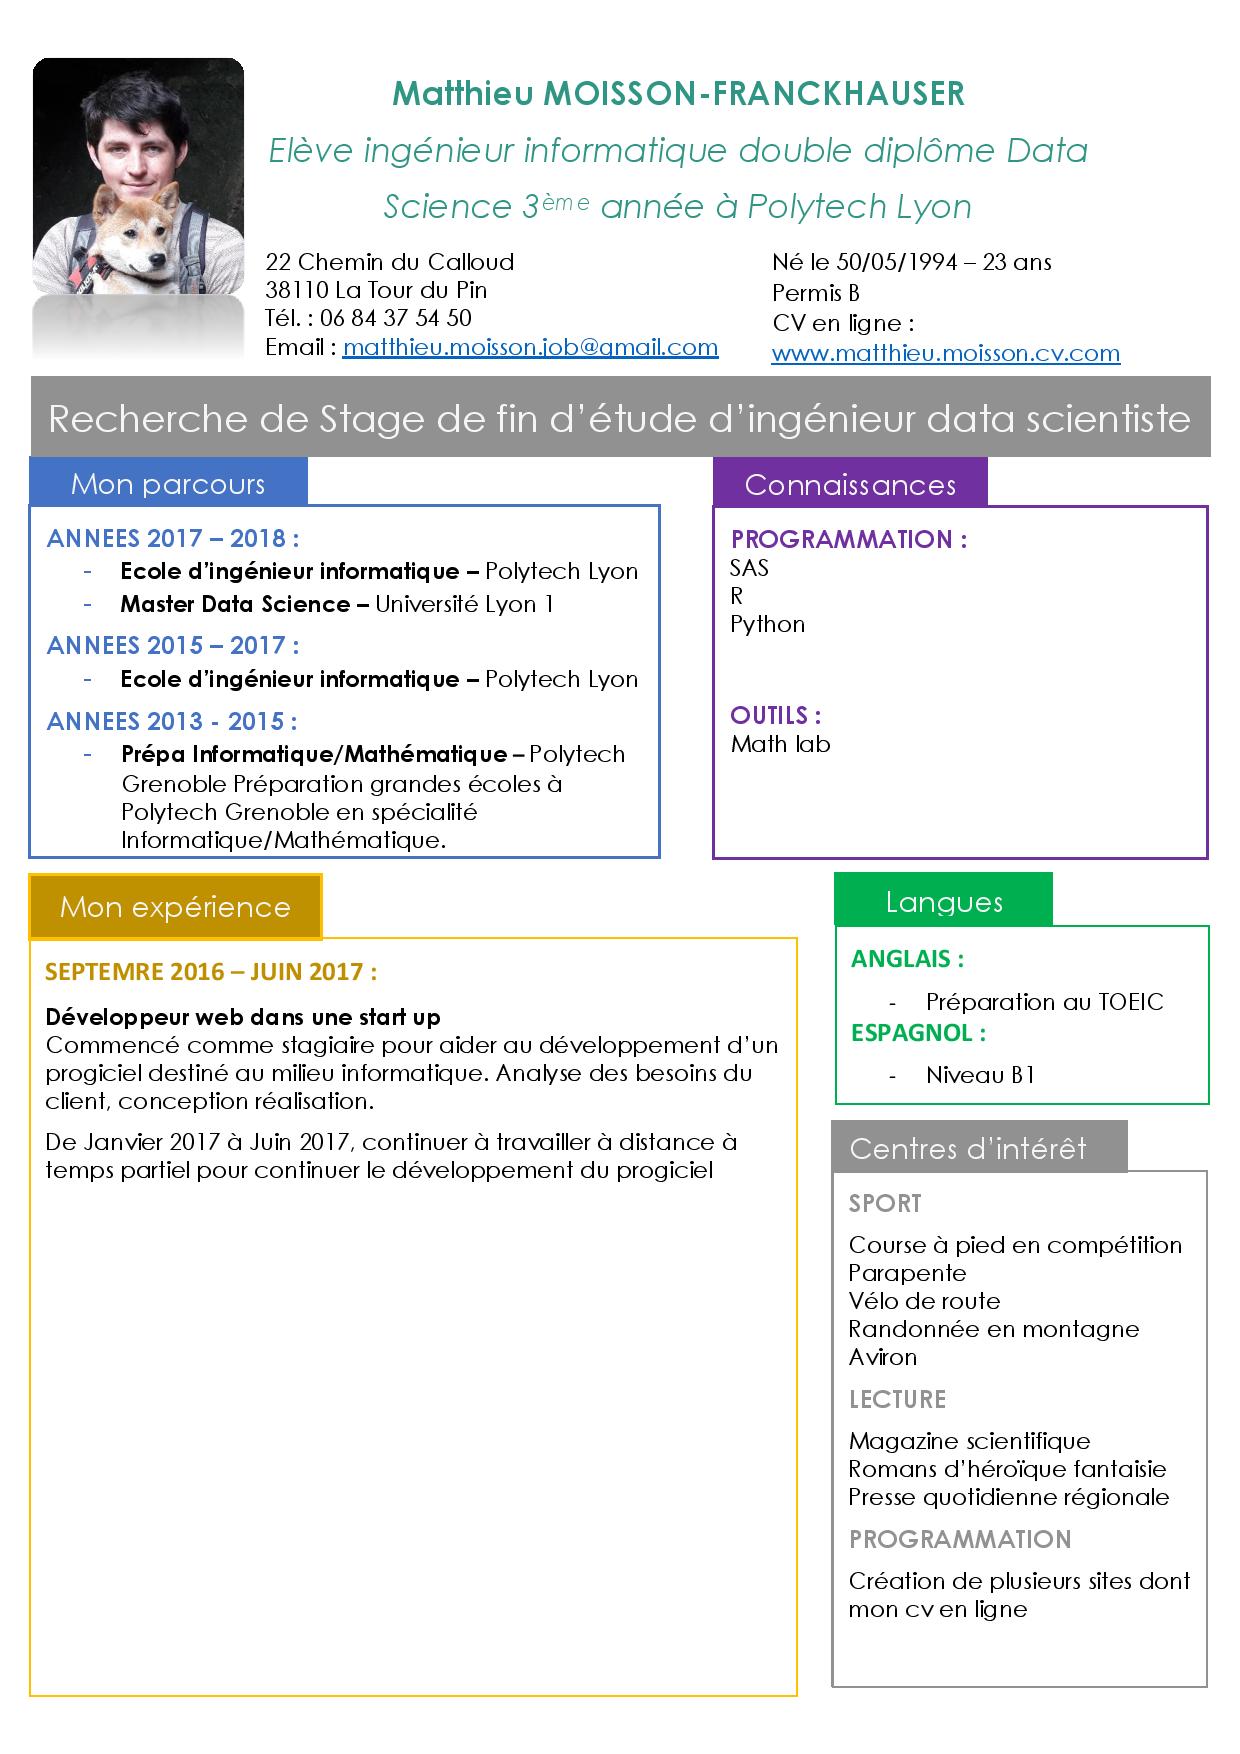 Matthieu MOISSON-FRANCKHAUSER
Elève ingénieur informatique double diplôme Data
Science 3ème année à Polytech Lyon
22 Chemin du Calloud
38110 La Tour du Pin
Tél. : 06 84 37 54 50
Email : matthieu.moisson.job@gmail.com
Né le 50/05/1994 – 23 ans
Permis B
CV en ligne :
www.matthieu.moisson.cv.com
Recherche de Stage de fin d’étude d’ingénieur data scientiste
Mon parcours
ANNEES 2017 – 2018 :
- Ecole d’ingénieur informatique – Polytech Lyon
- Master Data Science – Université Lyon 1
ANNEES 2015 – 2017 :
- Ecole d’ingénieur informatique – Polytech Lyon
ANNEES 2013 - 2015 :
- Prépa Informatique/Mathématique – Polytech
Grenoble Préparation grandes écoles à
Polytech Grenoble en spécialité
Informatique/Mathématique.
Connaissances
PROGRAMMATION :
SAS
R
Python
OUTILS :
Math lab
Mon expérience
SEPTEMRE 2016 – JUIN 2017 :
Développeur web dans une start up
Commencé comme stagiaire pour aider au développement d’un
progiciel destiné au milieu informatique. Analyse des besoins du
client, conception réalisation.
De Janvier 2017 à Juin 2017, continuer à travailler à distance à
temps partiel pour continuer le développement du progiciel
Langues
ANGLAIS :
- Préparation au TOEIC
ESPAGNOL :
- Niveau B1
Centres d’intérêt
SPORT
Course à pied en compétition
Parapente
Vélo de route
Randonnée en montagne
Aviron
LECTURE
Magazine scientifique
Romans d’héroïque fantaisie
Presse quotidienne régionale
PROGRAMMATION
Création de plusieurs sites dont
mon cv en ligne